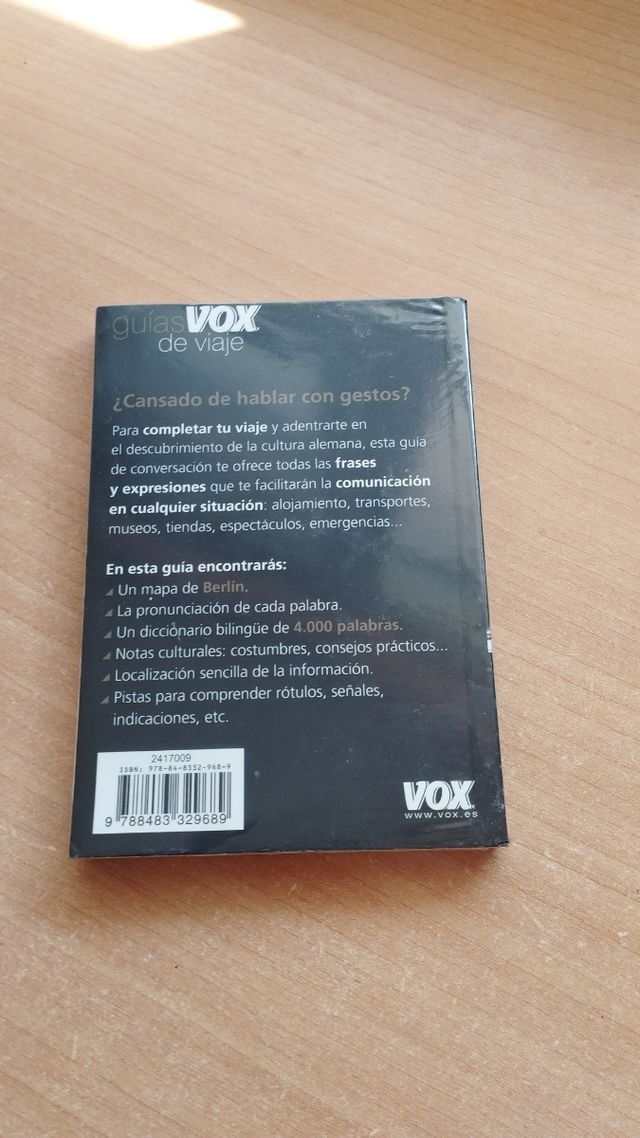 guías VOX
de viaje
¿Cansado de hablar con gestos?
Para completar tu viaje y adentrarte en
el descubrimiento de la cultura alemana, esta guía
de conversación te ofrece todas las frases
y expresiones que te facilitarán la comunicación
en cualquier situación: alojamiento, transportes,
museos, tiendas, espectáculos, emergencias...
En esta guía encontrarás:
Un mapa de Berlín.
La pronunciación de cada palabra.
Un diccionario bilingüe de 4.000 palabras.
Notas culturales: costumbres, consejos prácticos...
Localización sencilla de la información.
Pistas para comprender rótulos, señales,
indicaciones, etc.
2417009
ISBN: 978-84-8332-968-9
9 788483 329689
VOX
www.vox.es